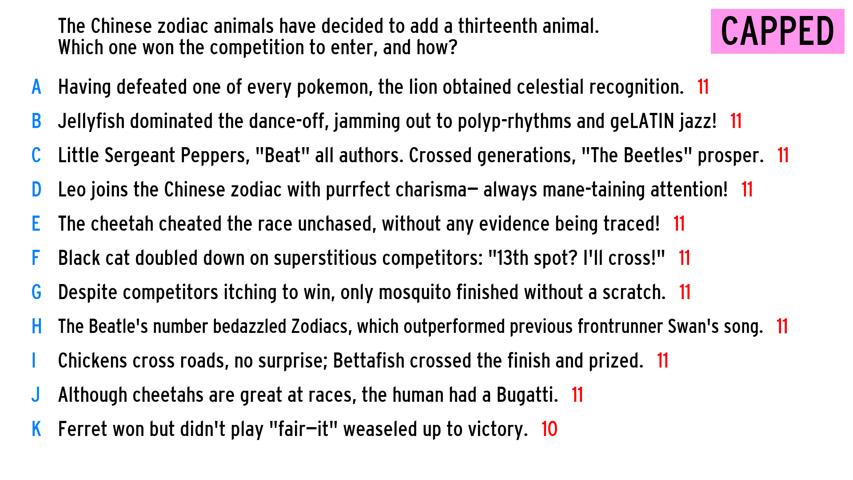 The Chinese zodiac animals have decided to add a thirteenth animal.
Which one won the competition to enter, and how?
CAPPED
A Having defeated one of every pokemon, the lion obtained celestial recognition. 11
B Jellyfish dominated the dance-off, jamming out to polyp-rhythms and geLATIN jazz! 11
C Little Sergeant Peppers, "Beat" all authors. Crossed generations, "The Beetles" prosper. 11
D Leo joins the Chinese zodiac with purrfect charisma— always mane-taining attention! 11
E The cheetah cheated the race unchased, without any evidence being traced! 11
F Black cat doubled down on superstitious competitors: "13th spot? I'll cross!" 11
G Despite competitors itching to win, only mosquito finished without a scratch. 11
H The Beatle's number bedazzled Zodiacs, which outperformed previous frontrunner Swan's song. 11
I Chickens cross roads, no surprise; Bettafish crossed the finish and prized. 11
J Although cheetahs are great at races, the human had a Bugatti. 11
K Ferret won but didn't play "fair—it" weaseled up to victory. 10